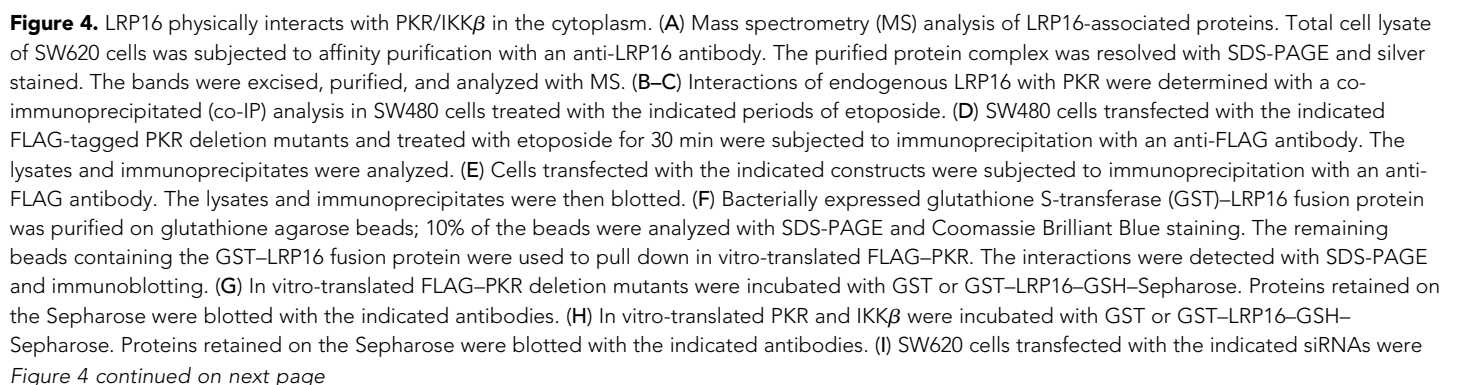 Figure 4. LRP16 physically interacts with PKR/IKKβ in the cytoplasm. (A) Mass spectrometry (MS) analysis of LRP16-associated proteins. Total cell lysate
of SW620 cells was subjected to affinity purification with an anti-LRP16 antibody. The purified protein complex was resolved with SDS-PAGE and silver
stained. The bands were excised, purified, and analyzed with MS. (B–C) Interactions of endogenous LRP16 with PKR were determined with a co-
immunoprecipitated (co-IP) analysis in SW480 cells treated with the indicated periods of etoposide. (D) SW480 cells transfected with the indicated
FLAG-tagged PKR deletion mutants and treated with etoposide for 30 min were subjected to immunoprecipitation with an anti-FLAG antibody. The
lysates and immunoprecipitates were analyzed. (E) Cells transfected with the indicated constructs were subjected to immunoprecipitation with an anti-
FLAG antibody. The lysates and immunoprecipitates were then blotted. (F) Bacterially expressed glutathione S-transferase (GST)–LRP16 fusion protein
was purified on glutathione agarose beads; 10% of the beads were analyzed with SDS-PAGE and Coomassie Brilliant Blue staining. The remaining
beads containing the GST–LRP16 fusion protein were used to pull down in vitro-translated FLAG–PKR. The interactions were detected with SDS-PAGE
and immunoblotting. (G) In vitro-translated FLAG–PKR deletion mutants were incubated with GST or GST–LRP16–GSH–Sepharose. Proteins retained on
the Sepharose were blotted with the indicated antibodies. (H) In vitro-translated PKR and IKKβ were incubated with GST or GST–LRP16–GSH–
Sepharose. Proteins retained on the Sepharose were blotted with the indicated antibodies. (I) SW620 cells transfected with the indicated siRNAs were
Figure 4 continued on next page